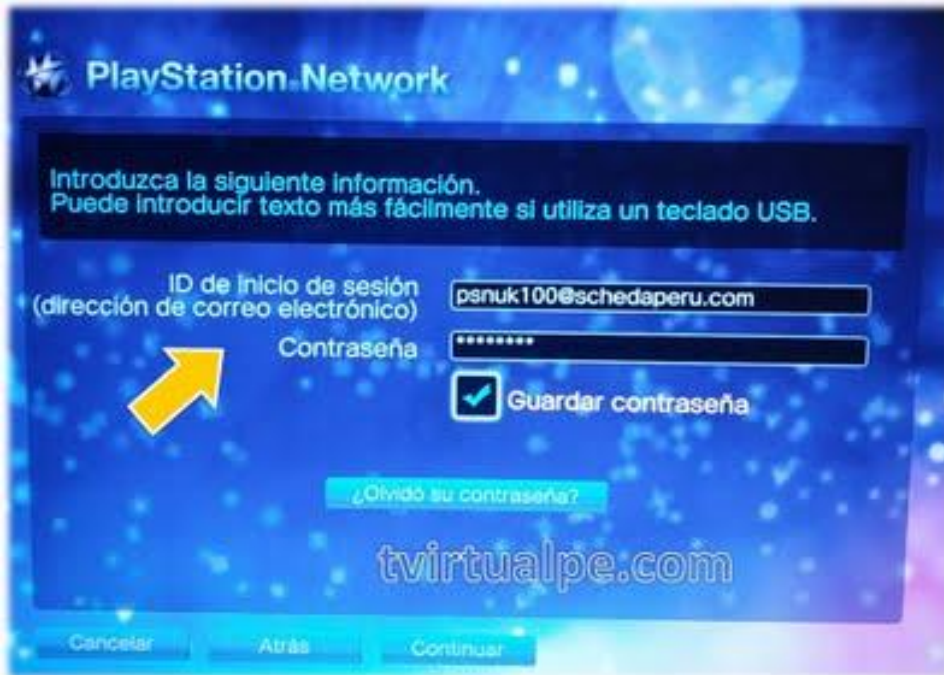 PlayStation®Network
Introduzca la siguiente información.
Puede introducir texto más fácilmente si utiliza un teclado USB.
ID de inicio de sesión
(dirección de correo electrónico)
psnuk100@schedaperu.com
Contraseña
********
Guardar contraseña
¿Olvidó su contraseña?
tvirtualpe.com
Cancelar
Atrás
Continuar